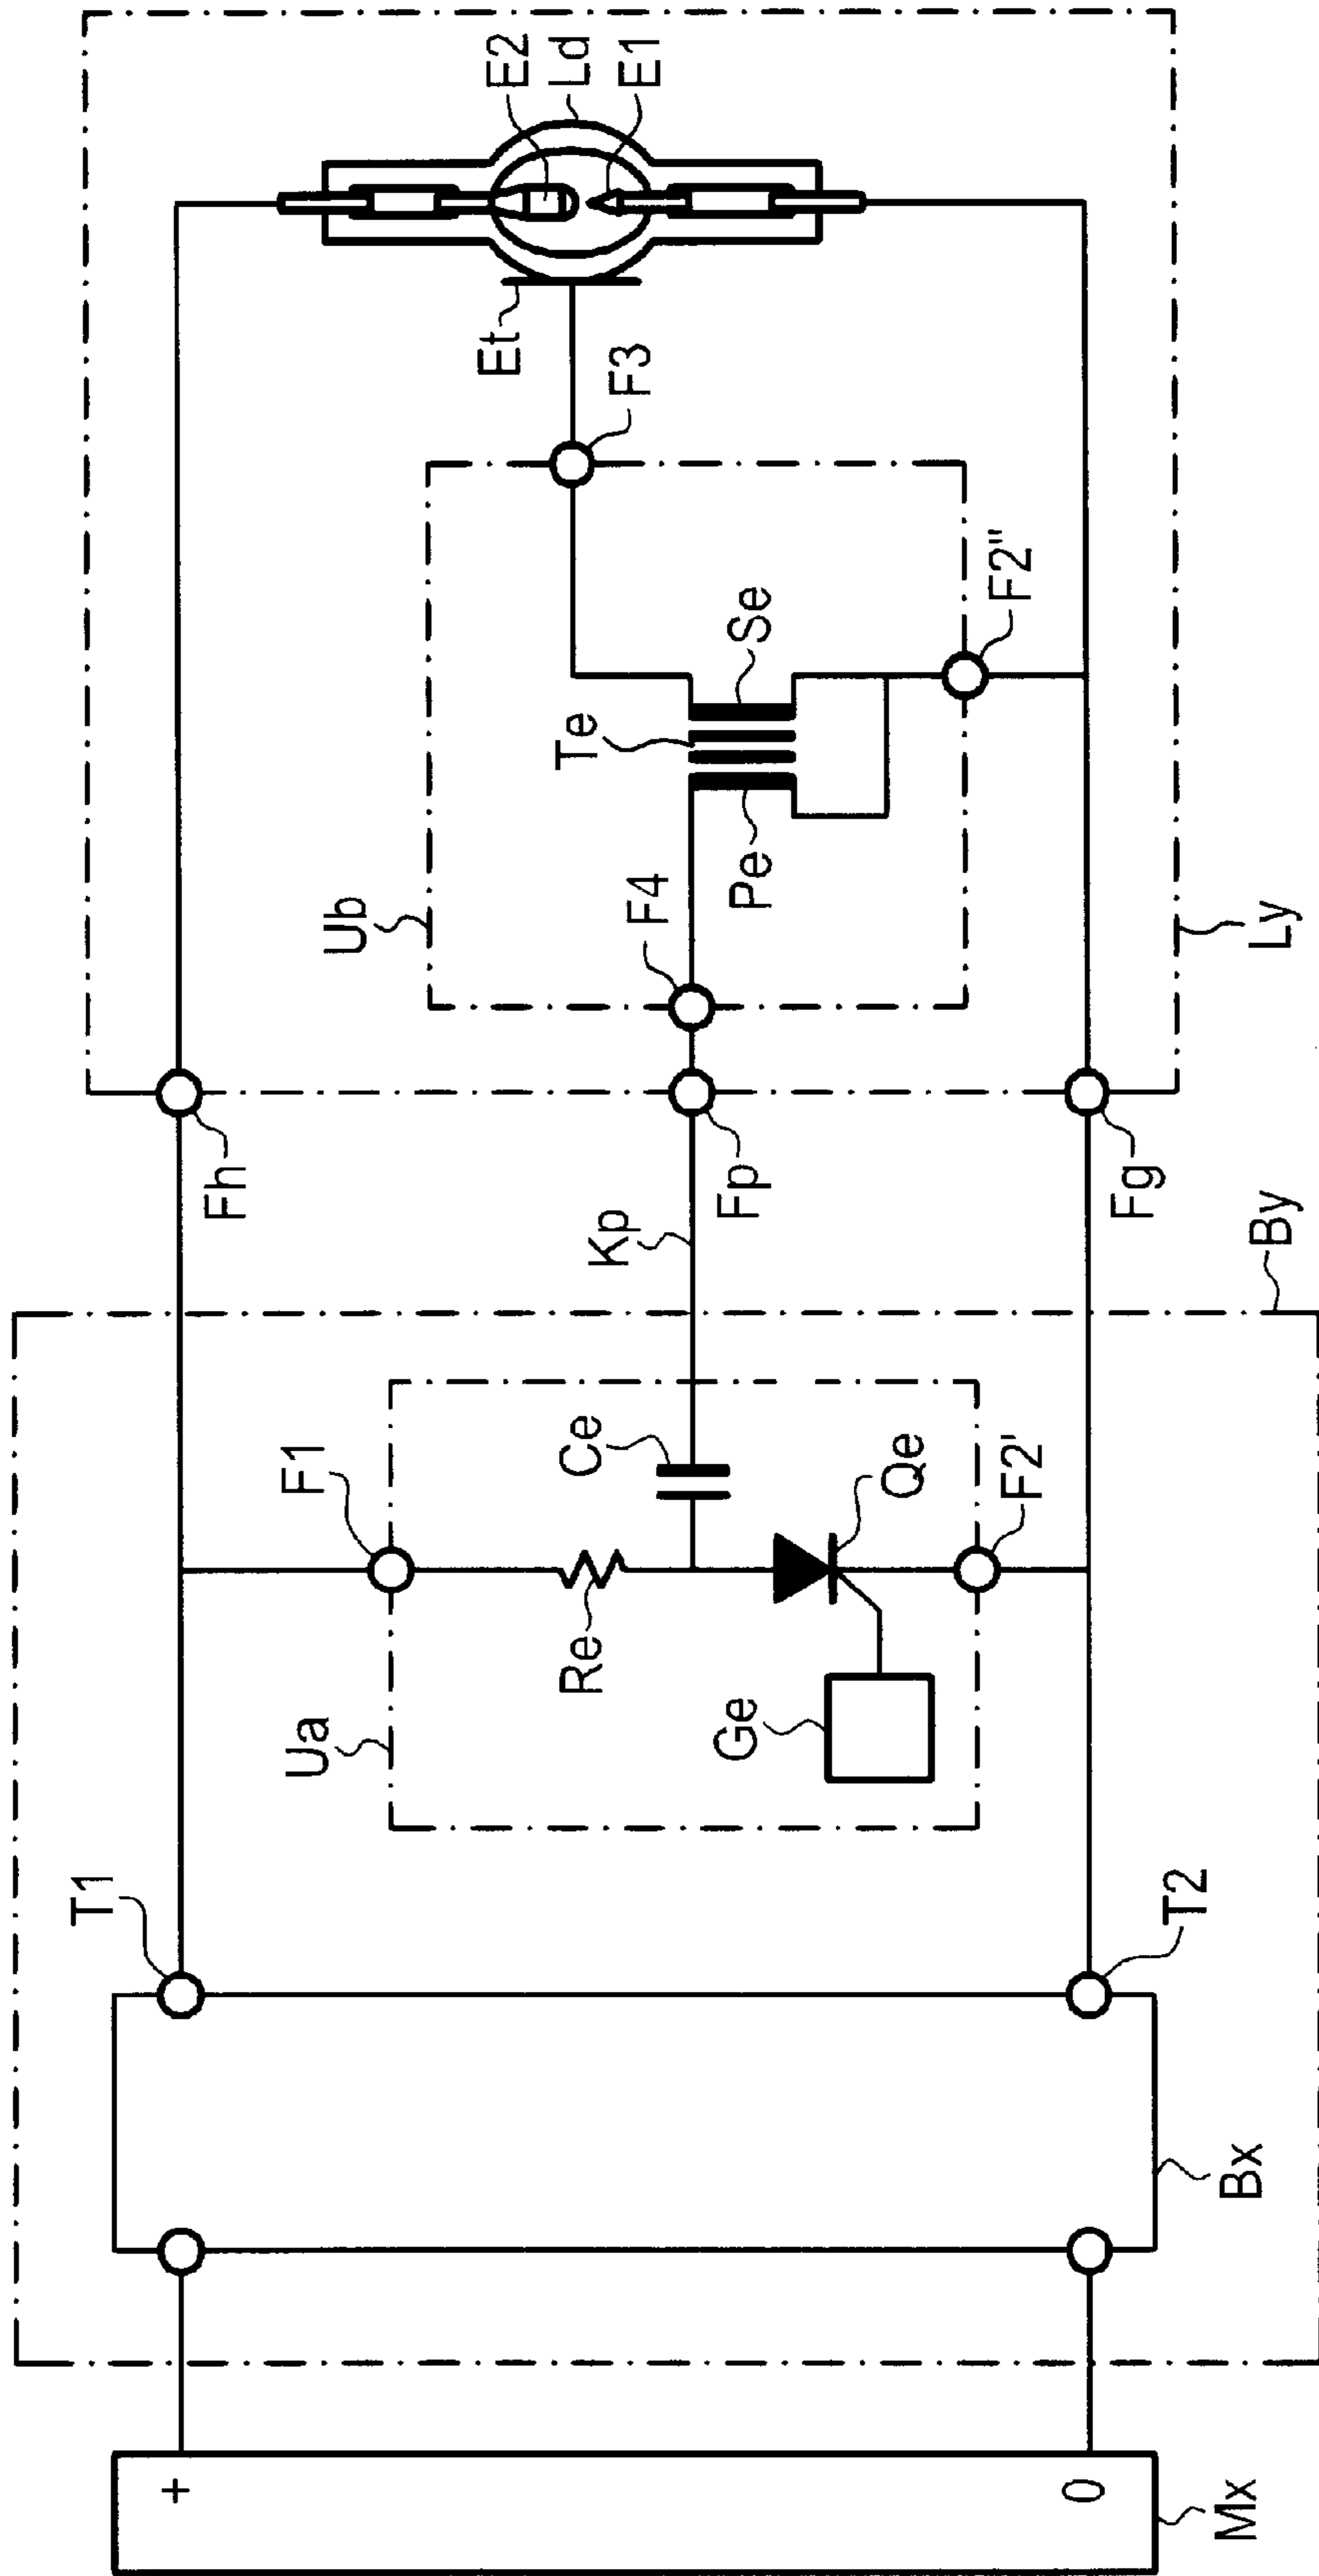 E2
Ld
E1
Et
F3
F2"
Se
Te
Pe
F4
Ub
Ly
Fh
Fp
Fg
Kp
By
F1
Ce
Qe
F2'
Re
Ge
Ua
T1
T2
Bx
+
0
Mx